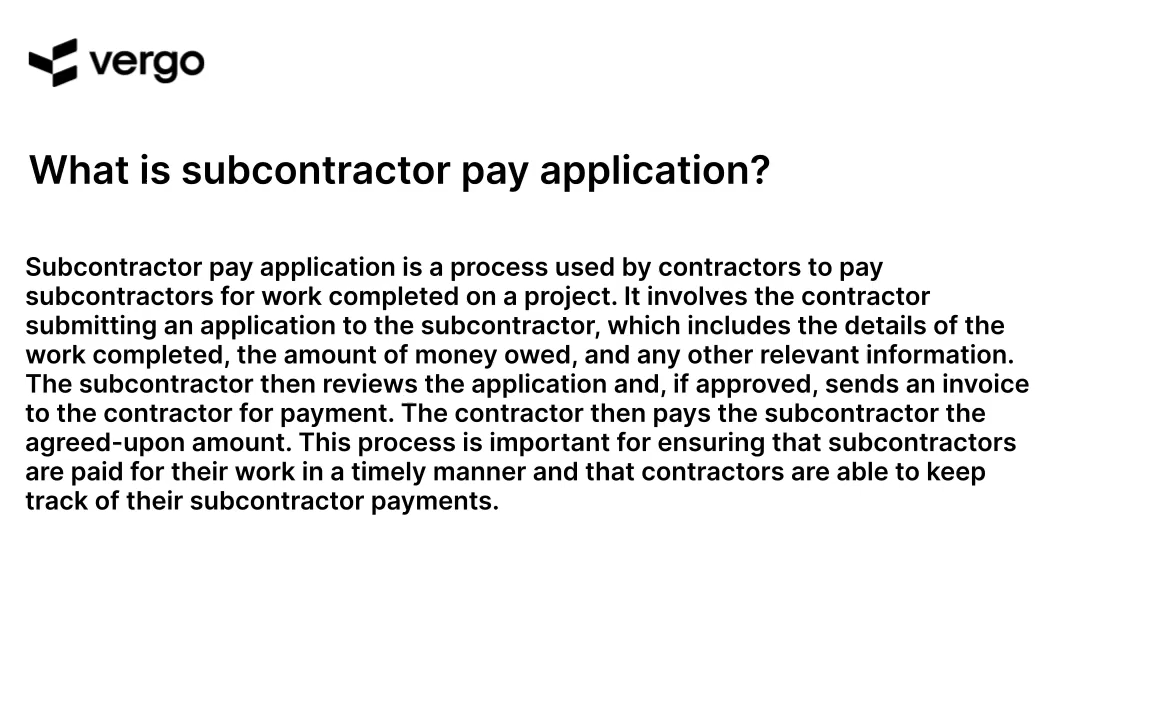 vergo
What is subcontractor pay application?
Subcontractor pay application is a process used by contractors to pay
subcontractors for work completed on a project. It involves the contractor
submitting an application to the subcontractor, which includes the details of the
work completed, the amount of money owed, and any other relevant information.
The subcontractor then reviews the application and, if approved, sends an invoice
to the contractor for payment. The contractor then pays the subcontractor the
agreed-upon amount. This process is important for ensuring that subcontractors
are paid for their work in a timely manner and that contractors are able to keep
track of their subcontractor payments.